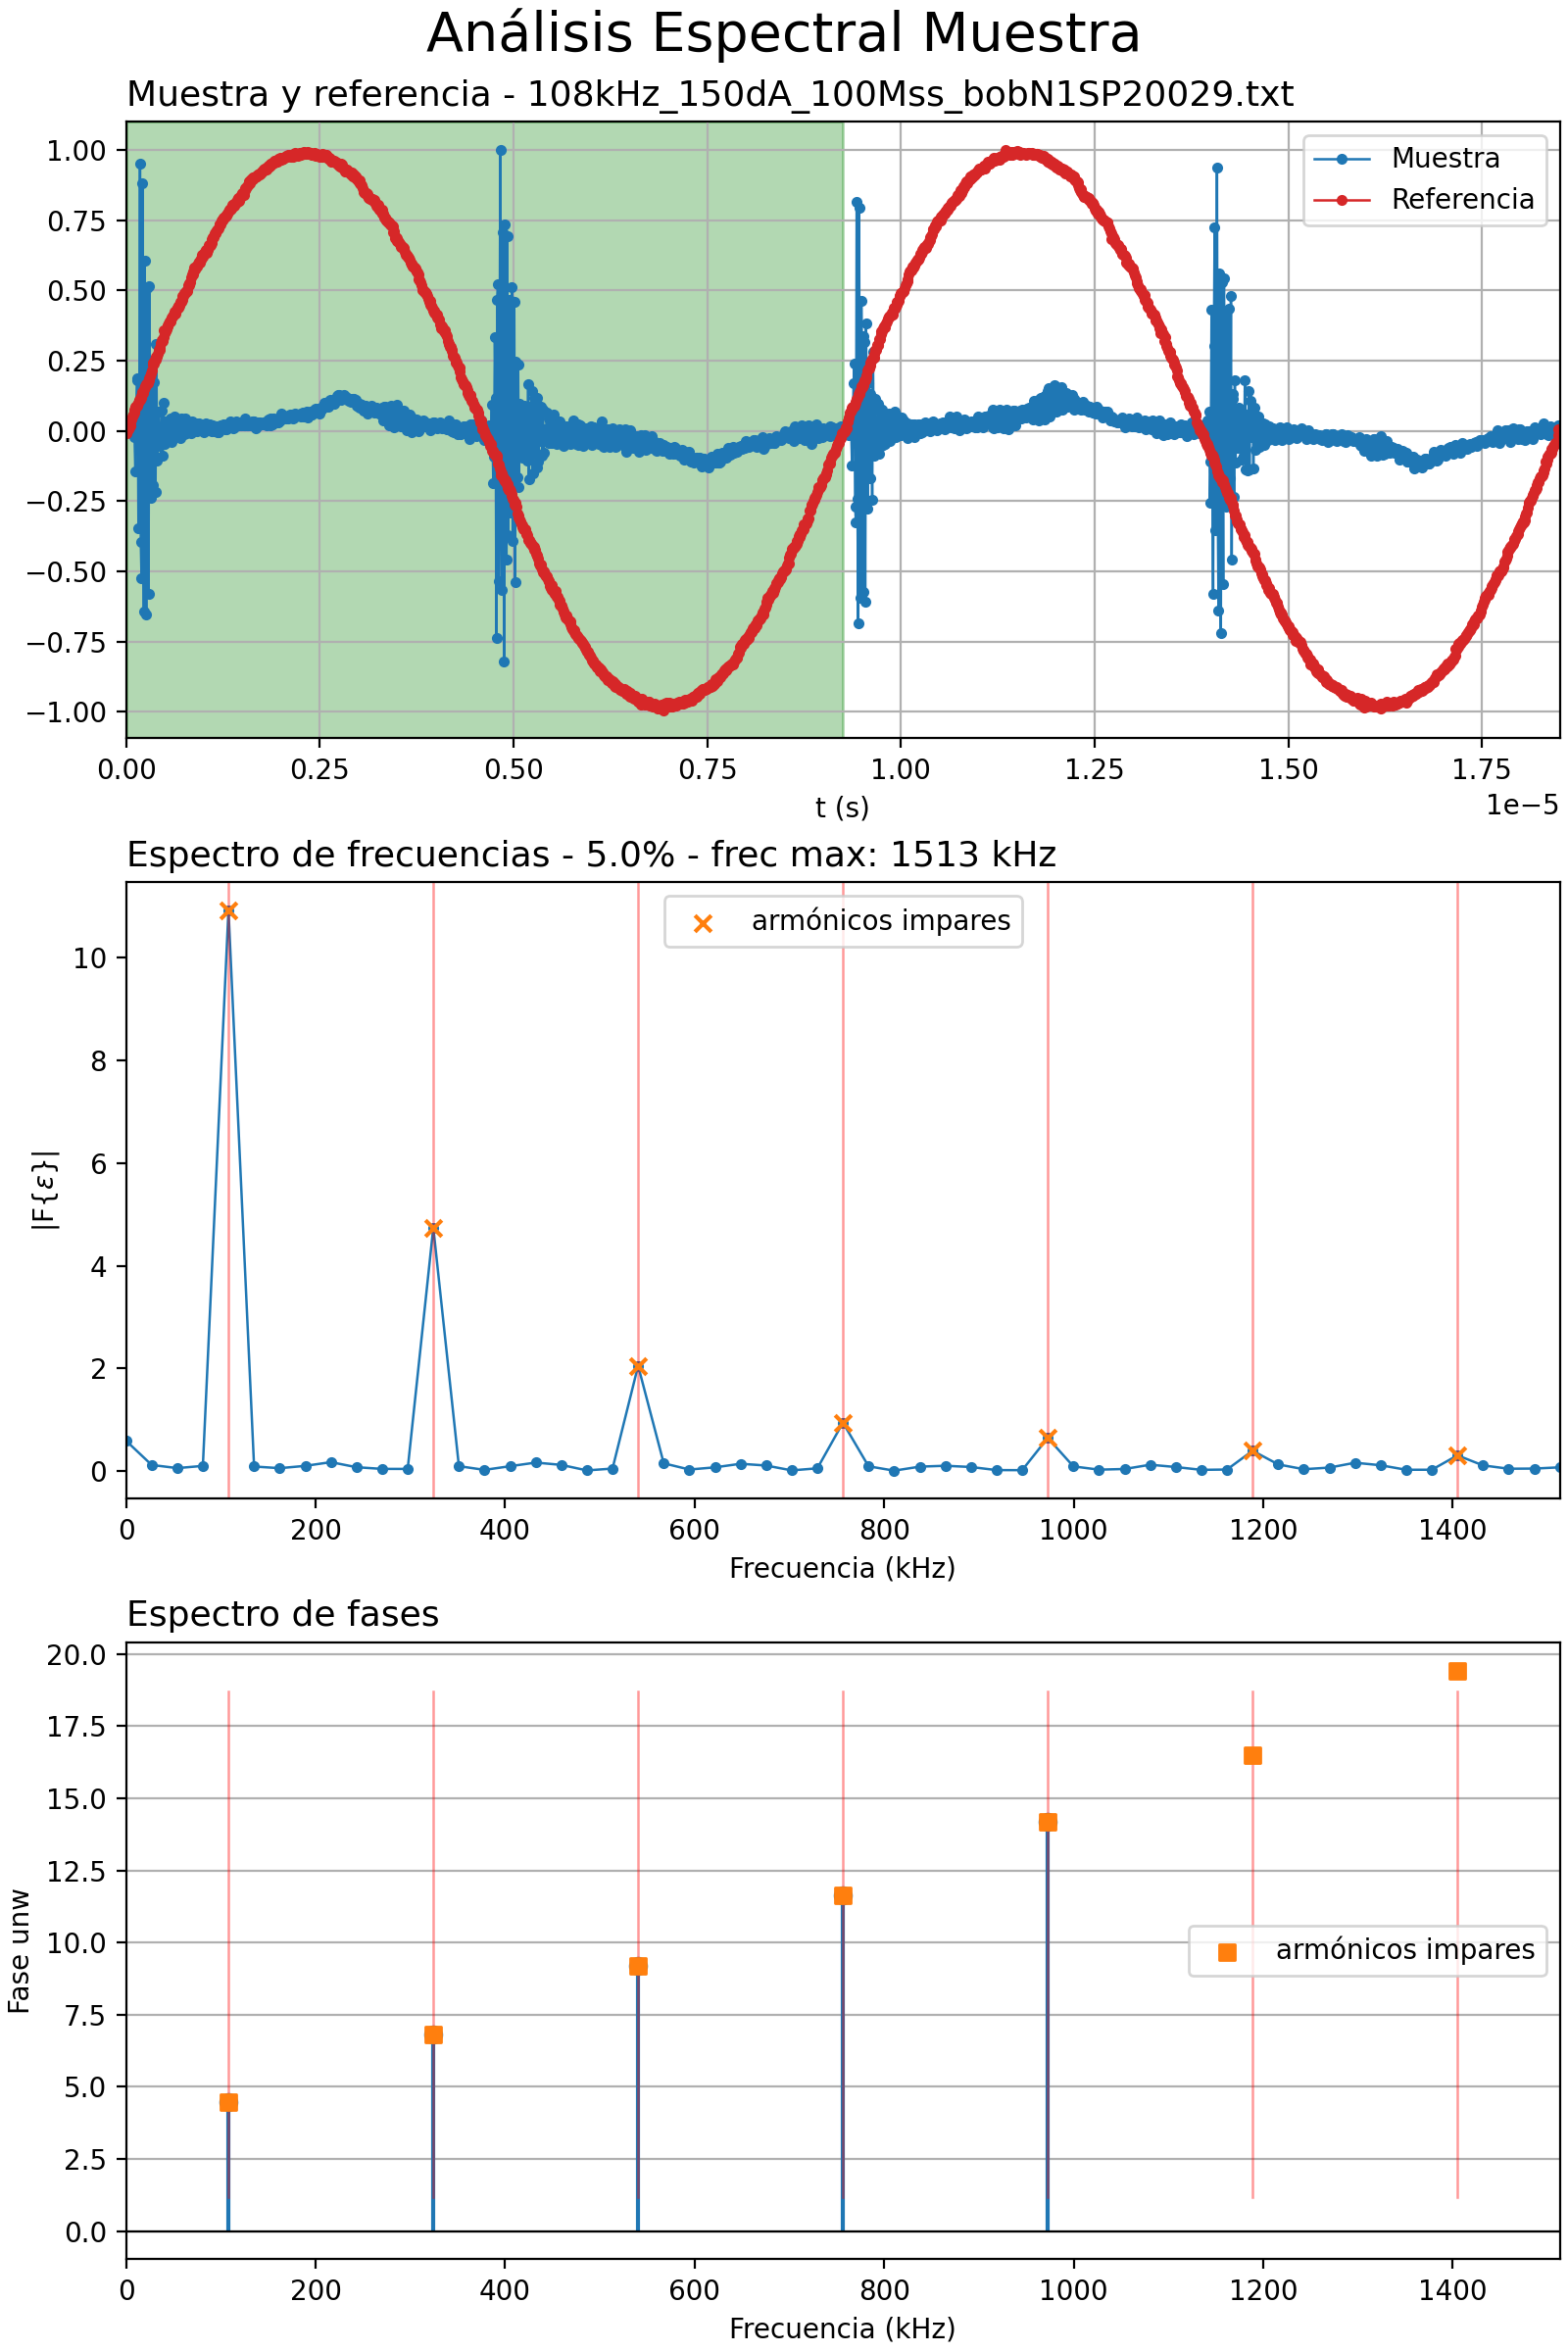 Análisis Espectral Muestra
Muestra y referencia - 108kHz_150dA_100Mss_bobN1SP20029.txt
1.00
0.75
0.50
0.25
0.00
−0.25
−0.50
−0.75
−1.00
Muestra
Referencia
0.00 0.25 0.50 0.75 1.00 1.25 1.50 1.75
1e−5
t (s)
Espectro de frecuencias - 5.0% - frec max: 1513 kHz
armónicos impares
10
8
6
4
2
0
|F{ε}|
0 200 400 600 800 1000 1200 1400
Frecuencia (kHz)
Espectro de fases
20.0
17.5
15.0
12.5
10.0
7.5
5.0
2.5
0.0
Fase unw
armónicos impares
0 200 400 600 800 1000 1200 1400
Frecuencia (kHz)